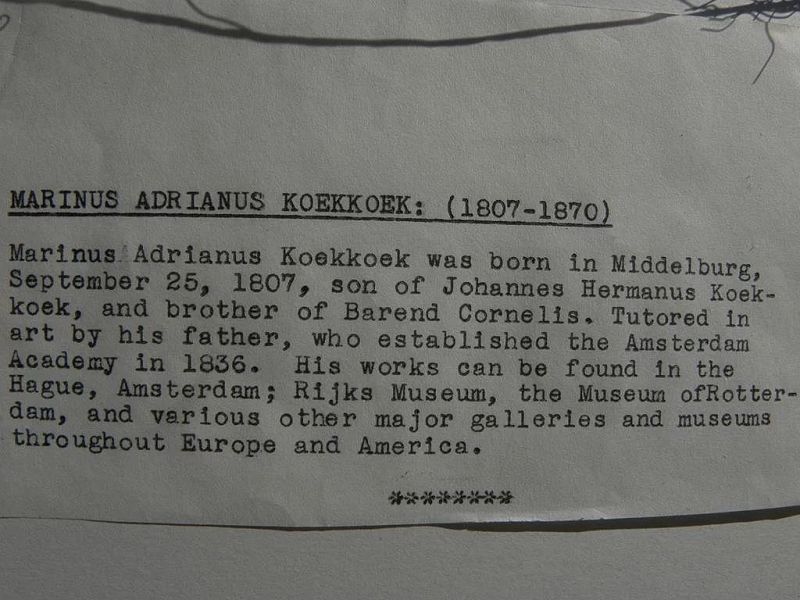 MARINUS ADRIANUS KOEKKOEK: (1807-1870)
Marinus Adrianus Koekkoek was born in Middelburg,
September 25, 1807, son of Johannes Hermanus Koek-
koek, and brother of Barend Cornelis. Tutored in
art by his father, who established the Amsterdam
Academy in 1836. His works can be found in the
Hague, Amsterdam; Rijks Museum, the Museum ofRotter-
dam, and various other major galleries and museums
throughout Europe and America.
********